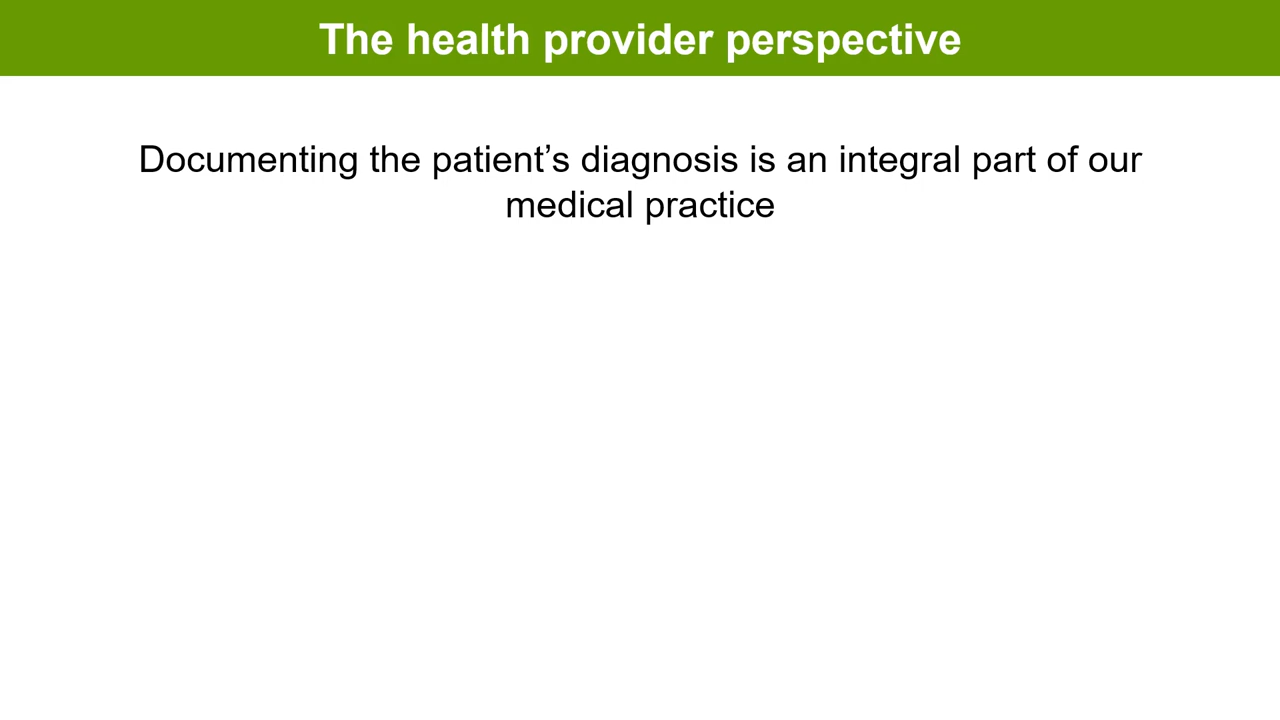 The health provider perspective
Documenting the patient’s diagnosis is an integral part of our
medical practice